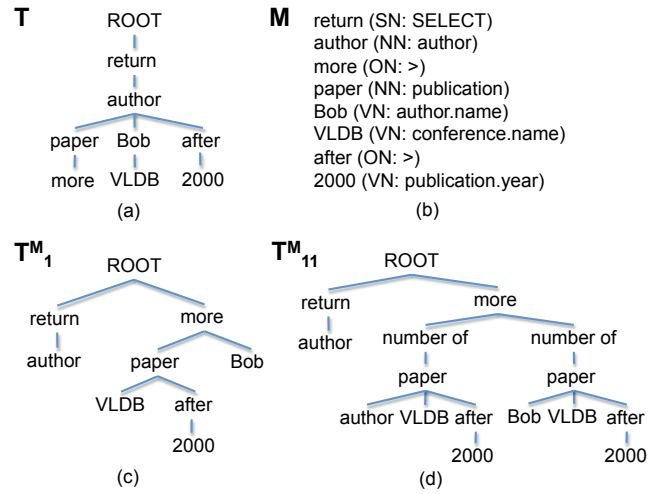 T
ROOT
return
author
paper Bob after
more VLDB 2000
(a)
M
return (SN: SELECT)
author (NN: author)
more (ON: >)
paper (NN: publication)
Bob (VN: author.name)
VLDB (VN: conference.name)
after (ON: >)
2000 (VN: publication.year)
(b)
T^M_1
ROOT
return more
author paper Bob
VLDB after
2000
(c)
T^M_11
ROOT
return more
author number of number of
paper paper
author VLDB after Bob VLDB after
2000 2000
(d)